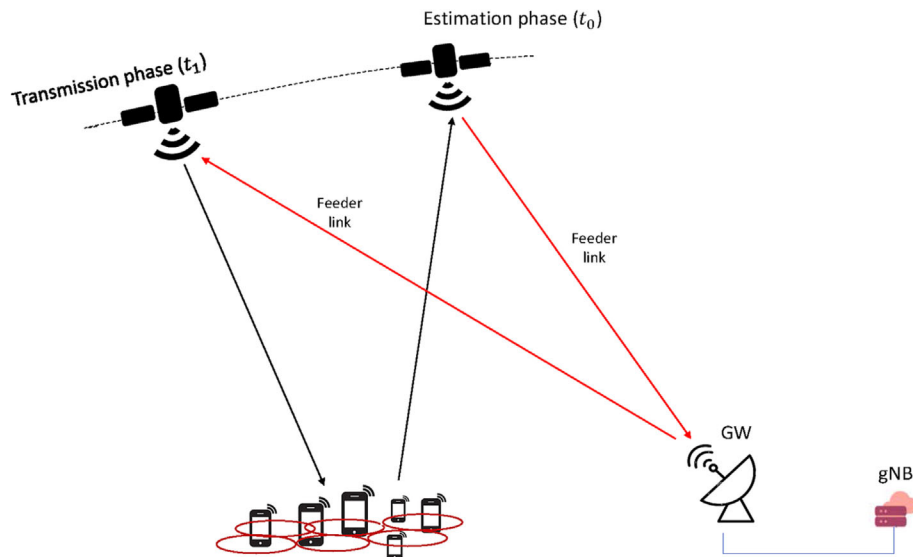 Estimation phase (t₀)
Transmission phase (t₁)
Feeder
link
Feeder
link
GW
gNB